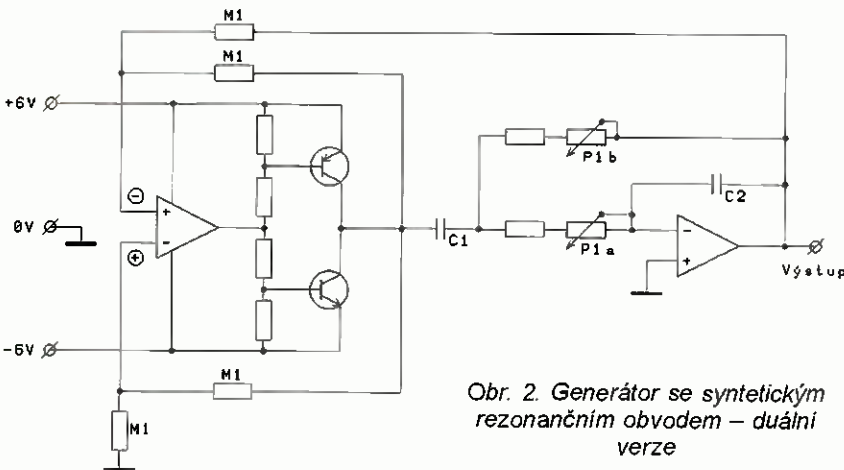 M1
M1
+6V
P1b
C2
⊖
+
-
0V
-
⊕
C1
P1a
-
+
Výstup
-6V
M1
M1
Obr. 2. Generátor se syntetickým
rezonančním obvodem – duální
verze